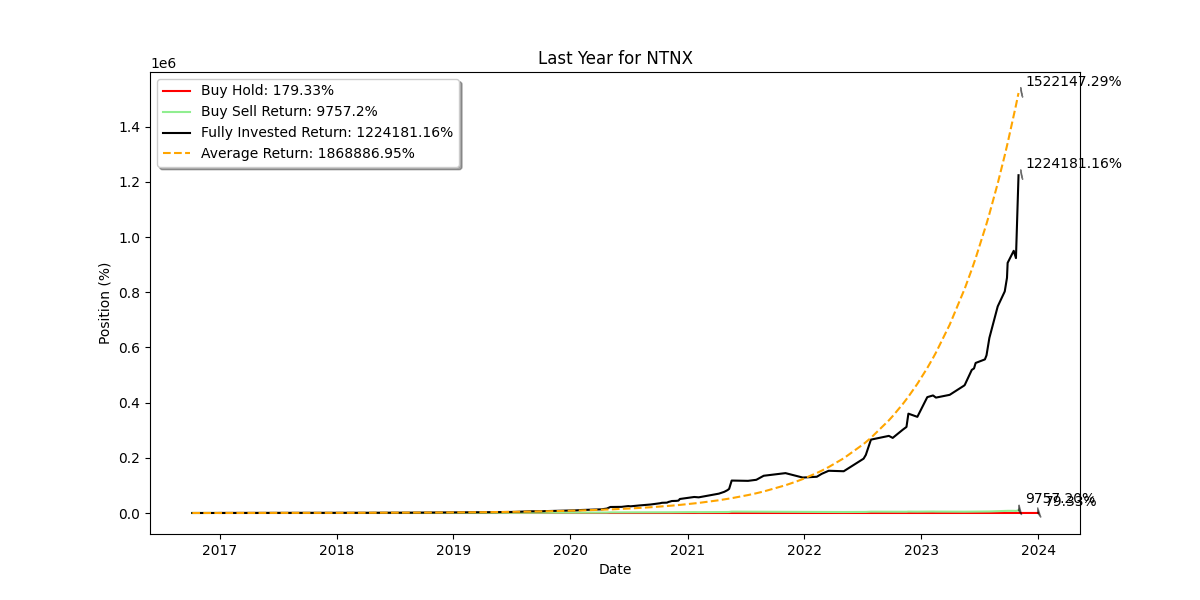 Last Year for NTNX
1e6
Buy Hold: 179.33%
Buy Sell Return: 9757.2%
Fully Invested Return: 1224181.16%
Average Return: 1868886.95%
1522147.29%
1224181.16%
1.4
1.2
1.0
0.8
0.6
0.4
0.2
0.0
Position (%)
2017
2018
2019
2020
2021
2022
2023
2024
Date